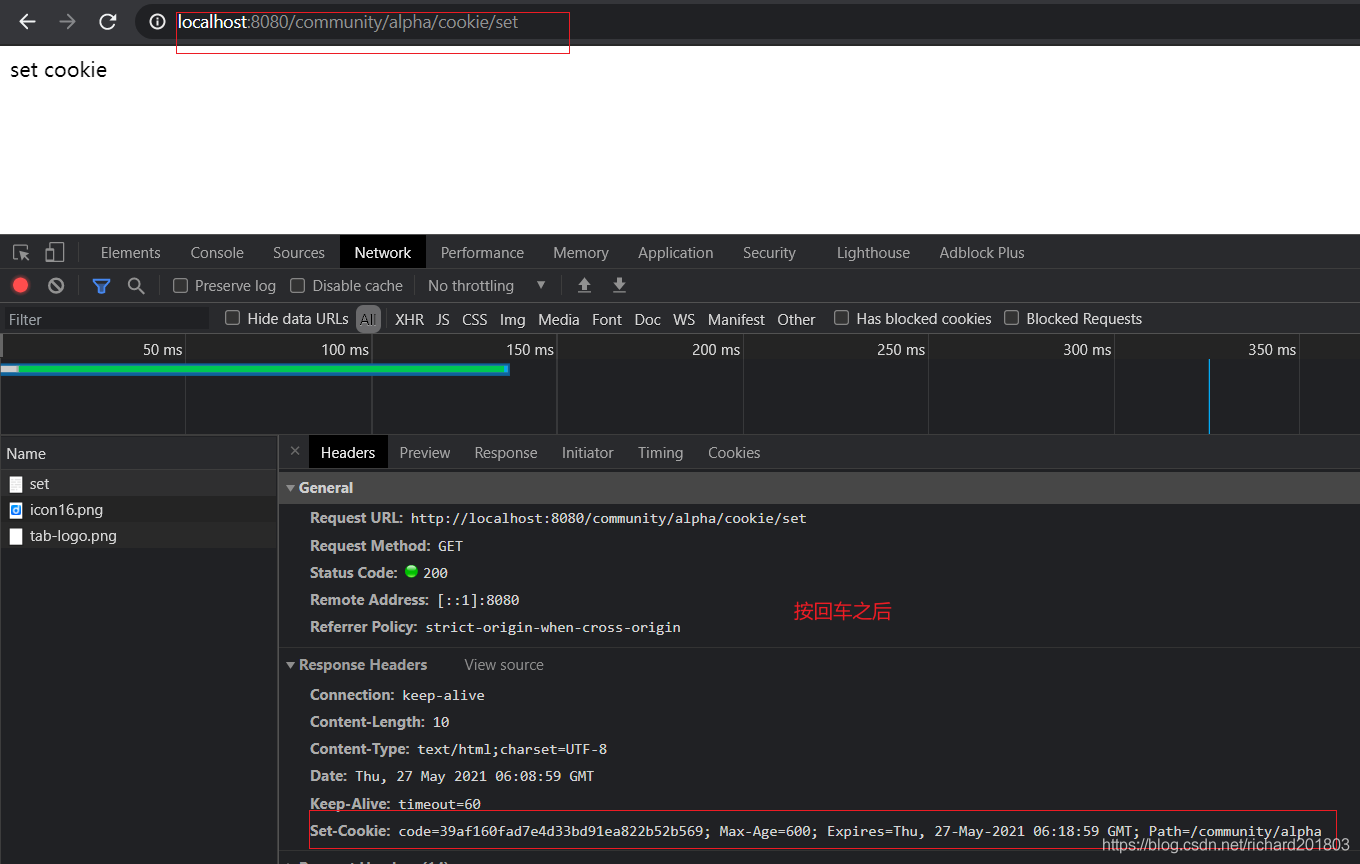 localhost:8080/community/alpha/cookie/set
set cookie
Elements Console Sources Network Performance Memory Application Security Lighthouse Adblock Plus
Preserve log Disable cache No throttling
Filter Hide data URLs All XHR JS CSS Img Media Font Doc WS Manifest Other Has blocked cookies Blocked Requests
50 ms 100 ms 150 ms 200 ms 250 ms 300 ms 350 ms
Name
set
icon16.png
tab-logo.png
Headers Preview Response Initiator Timing Cookies
General
Request URL: http://localhost:8080/community/alpha/cookie/set
Request Method: GET
Status Code: 200
Remote Address: [::1]:8080
按回车之后
Referrer Policy: strict-origin-when-cross-origin
Response Headers View source
Connection: keep-alive
Content-Length: 10
Content-Type: text/html;charset=UTF-8
Date: Thu, 27 May 2021 06:08:59 GMT
Keep-Alive: timeout=60
Set-Cookie: code=39af160fad7e4d33bd91ea822b52b569; Max-Age=600; Expires=Thu, 27-May-2021 06:18:59 GMT; Path=/community/alpha
https://blog.csdn.net/richard201803